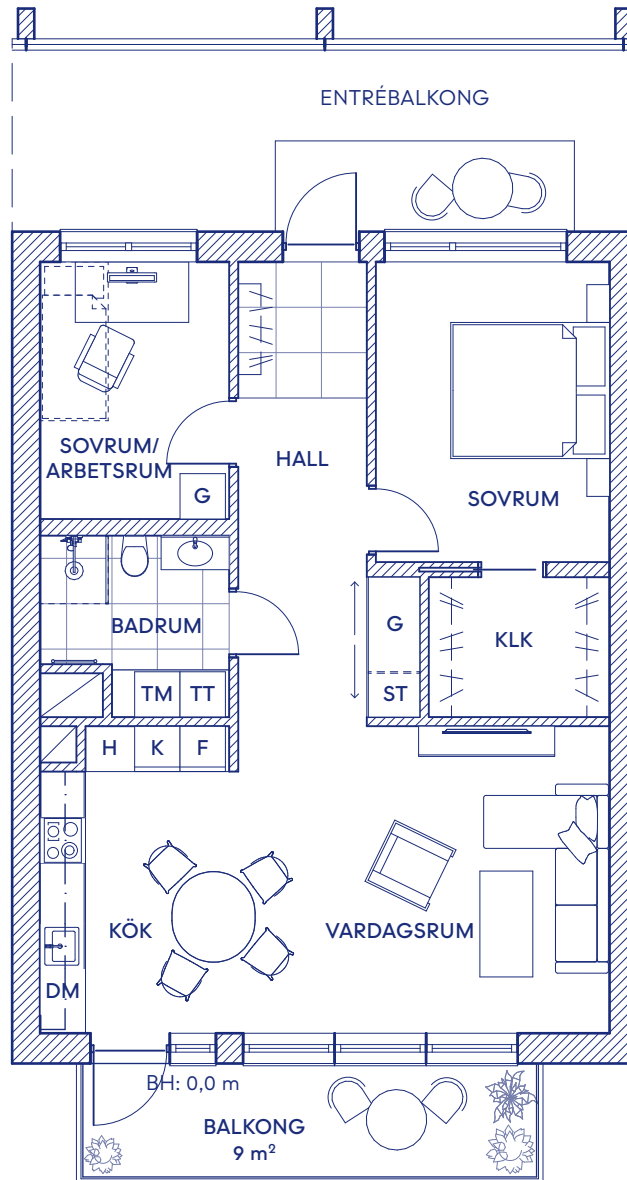 ENTRÉBALKONG
SOVRUM/
ARBETSRUM
G
HALL
SOVRUM
BADRUM
G
KLK
TM
TT
ST
H
K
F
KÖK
VARDAGSRUM
DM
BH: 0,0 m
BALKONG
9 m²